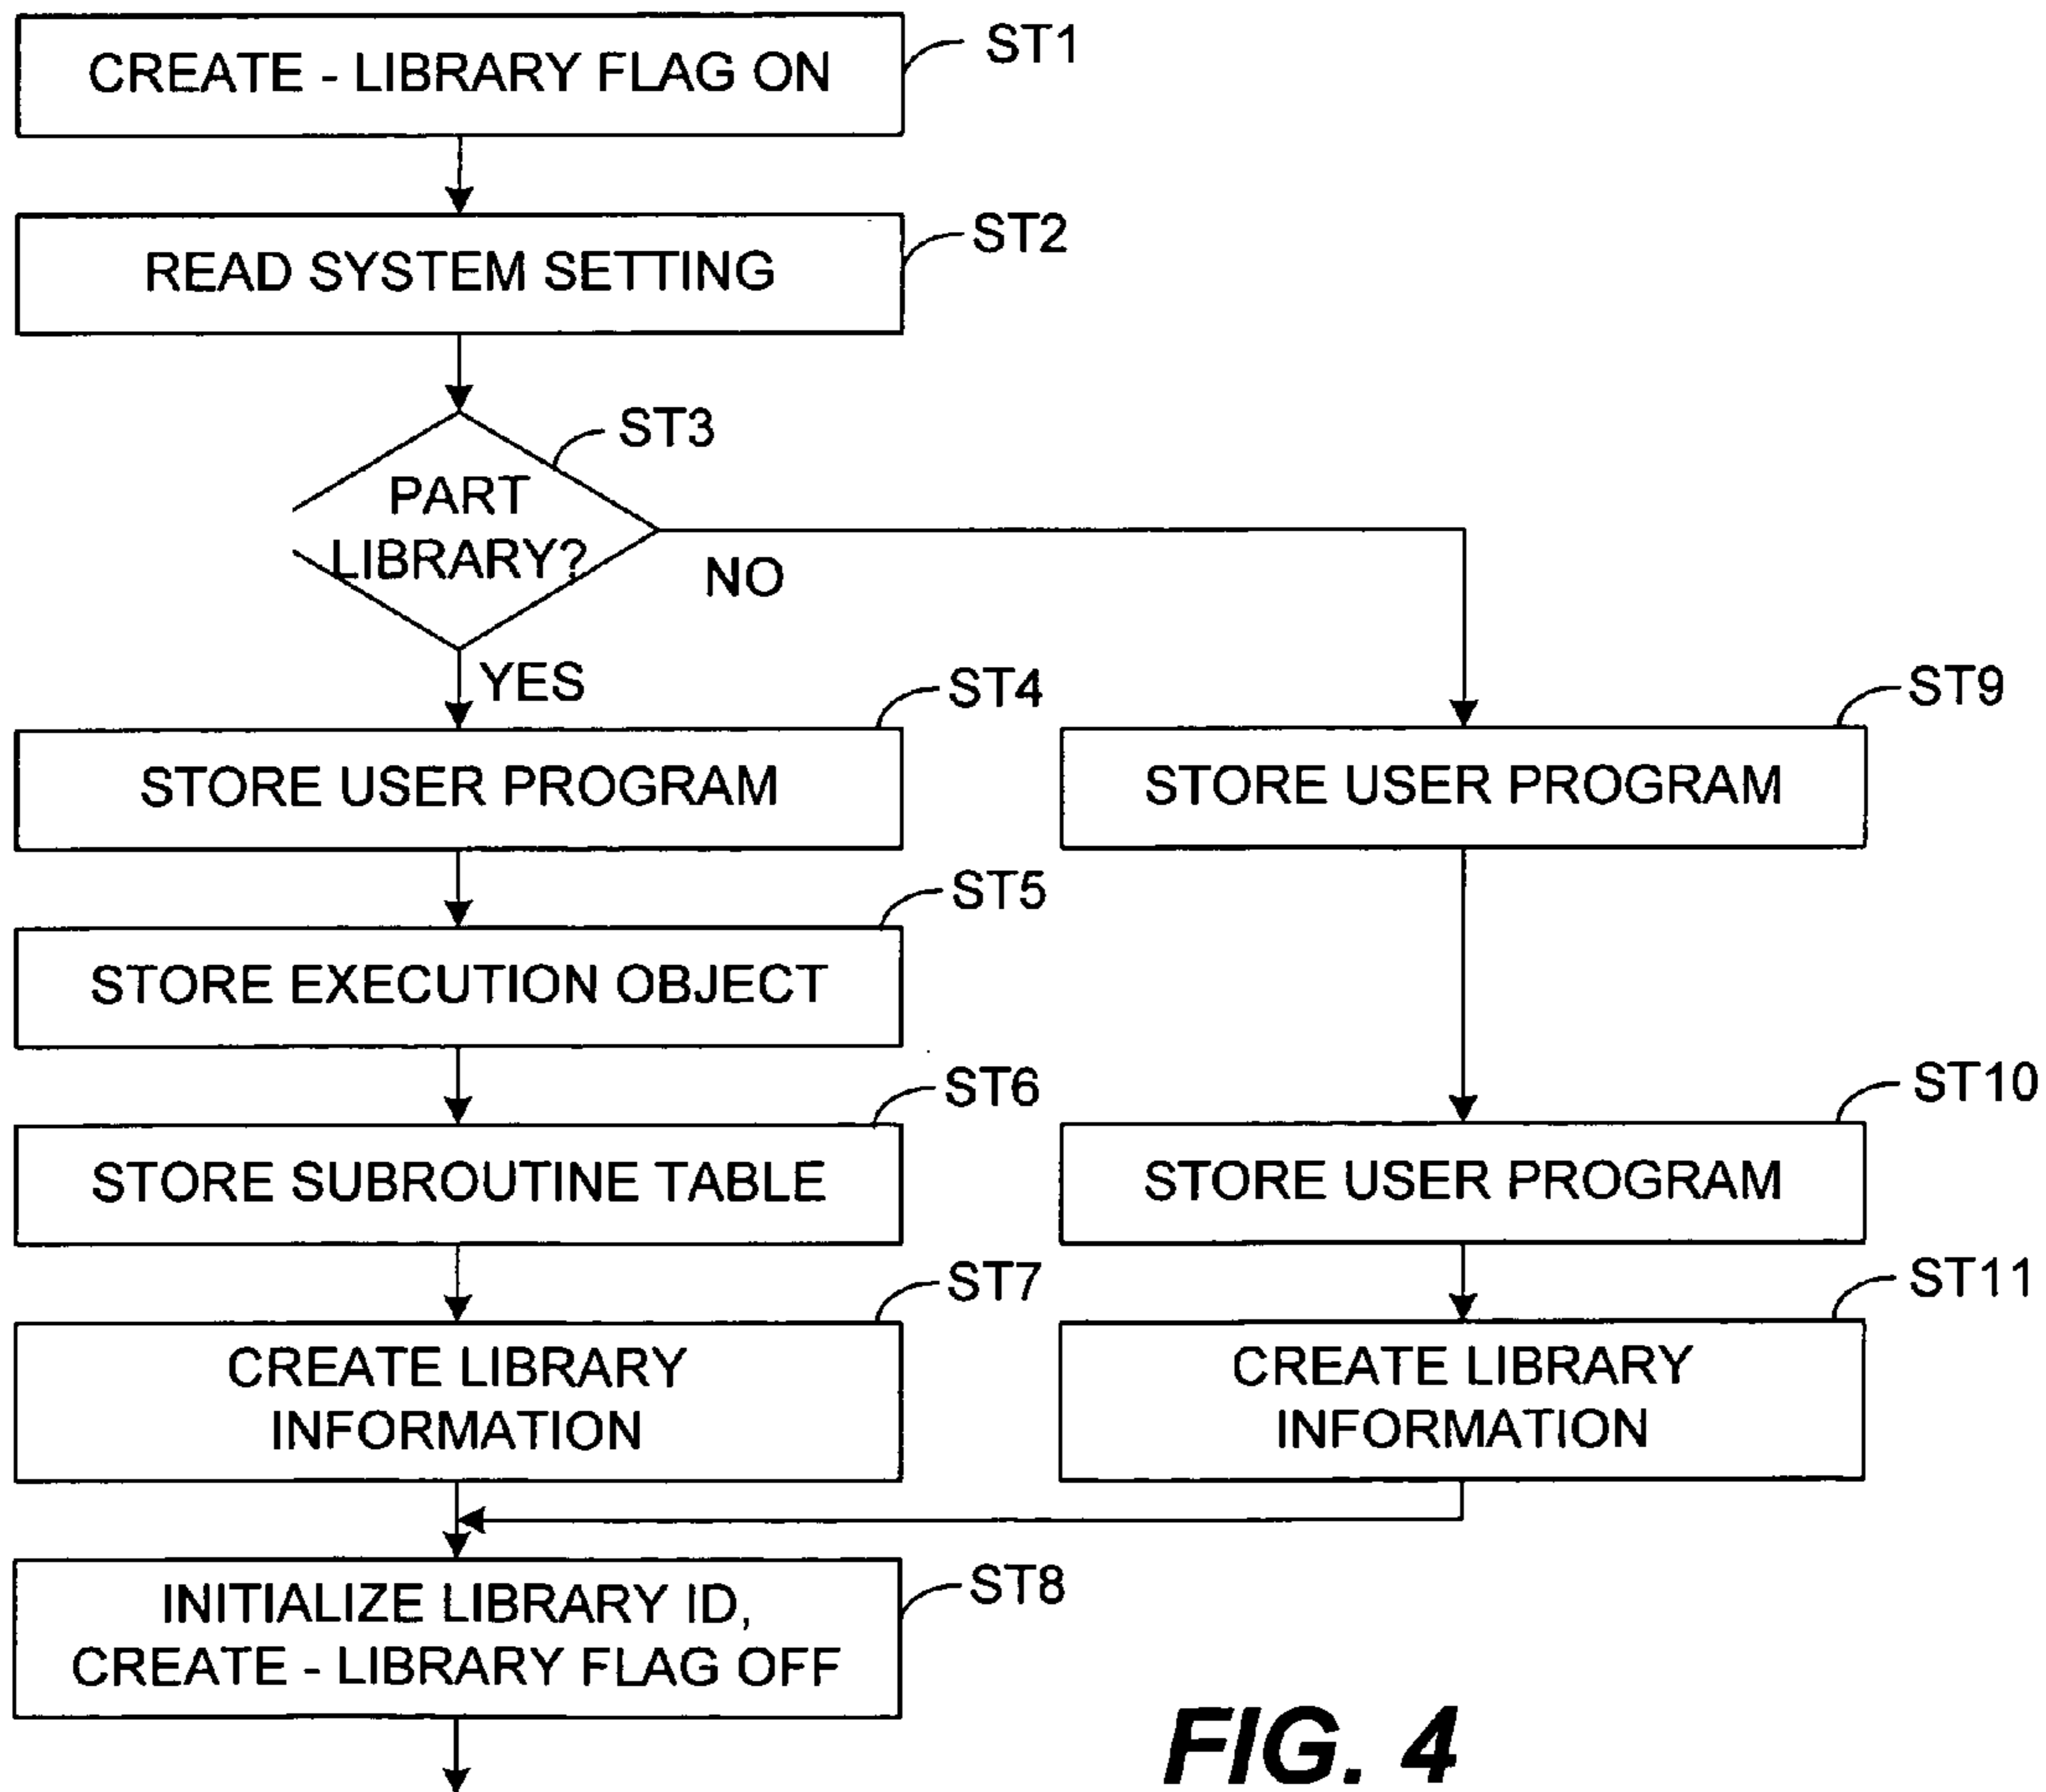 CREATE - LIBRARY FLAG ON
ST1
READ SYSTEM SETTING
ST2
ST3
PART
LIBRARY?
NO
YES
ST4
STORE USER PROGRAM
ST9
STORE USER PROGRAM
ST5
STORE EXECUTION OBJECT
ST6
STORE SUBROUTINE TABLE
ST10
STORE USER PROGRAM
ST7
CREATE LIBRARY
INFORMATION
ST11
CREATE LIBRARY
INFORMATION
ST8
INITIALIZE LIBRARY ID,
CREATE - LIBRARY FLAG OFF
FIG. 4